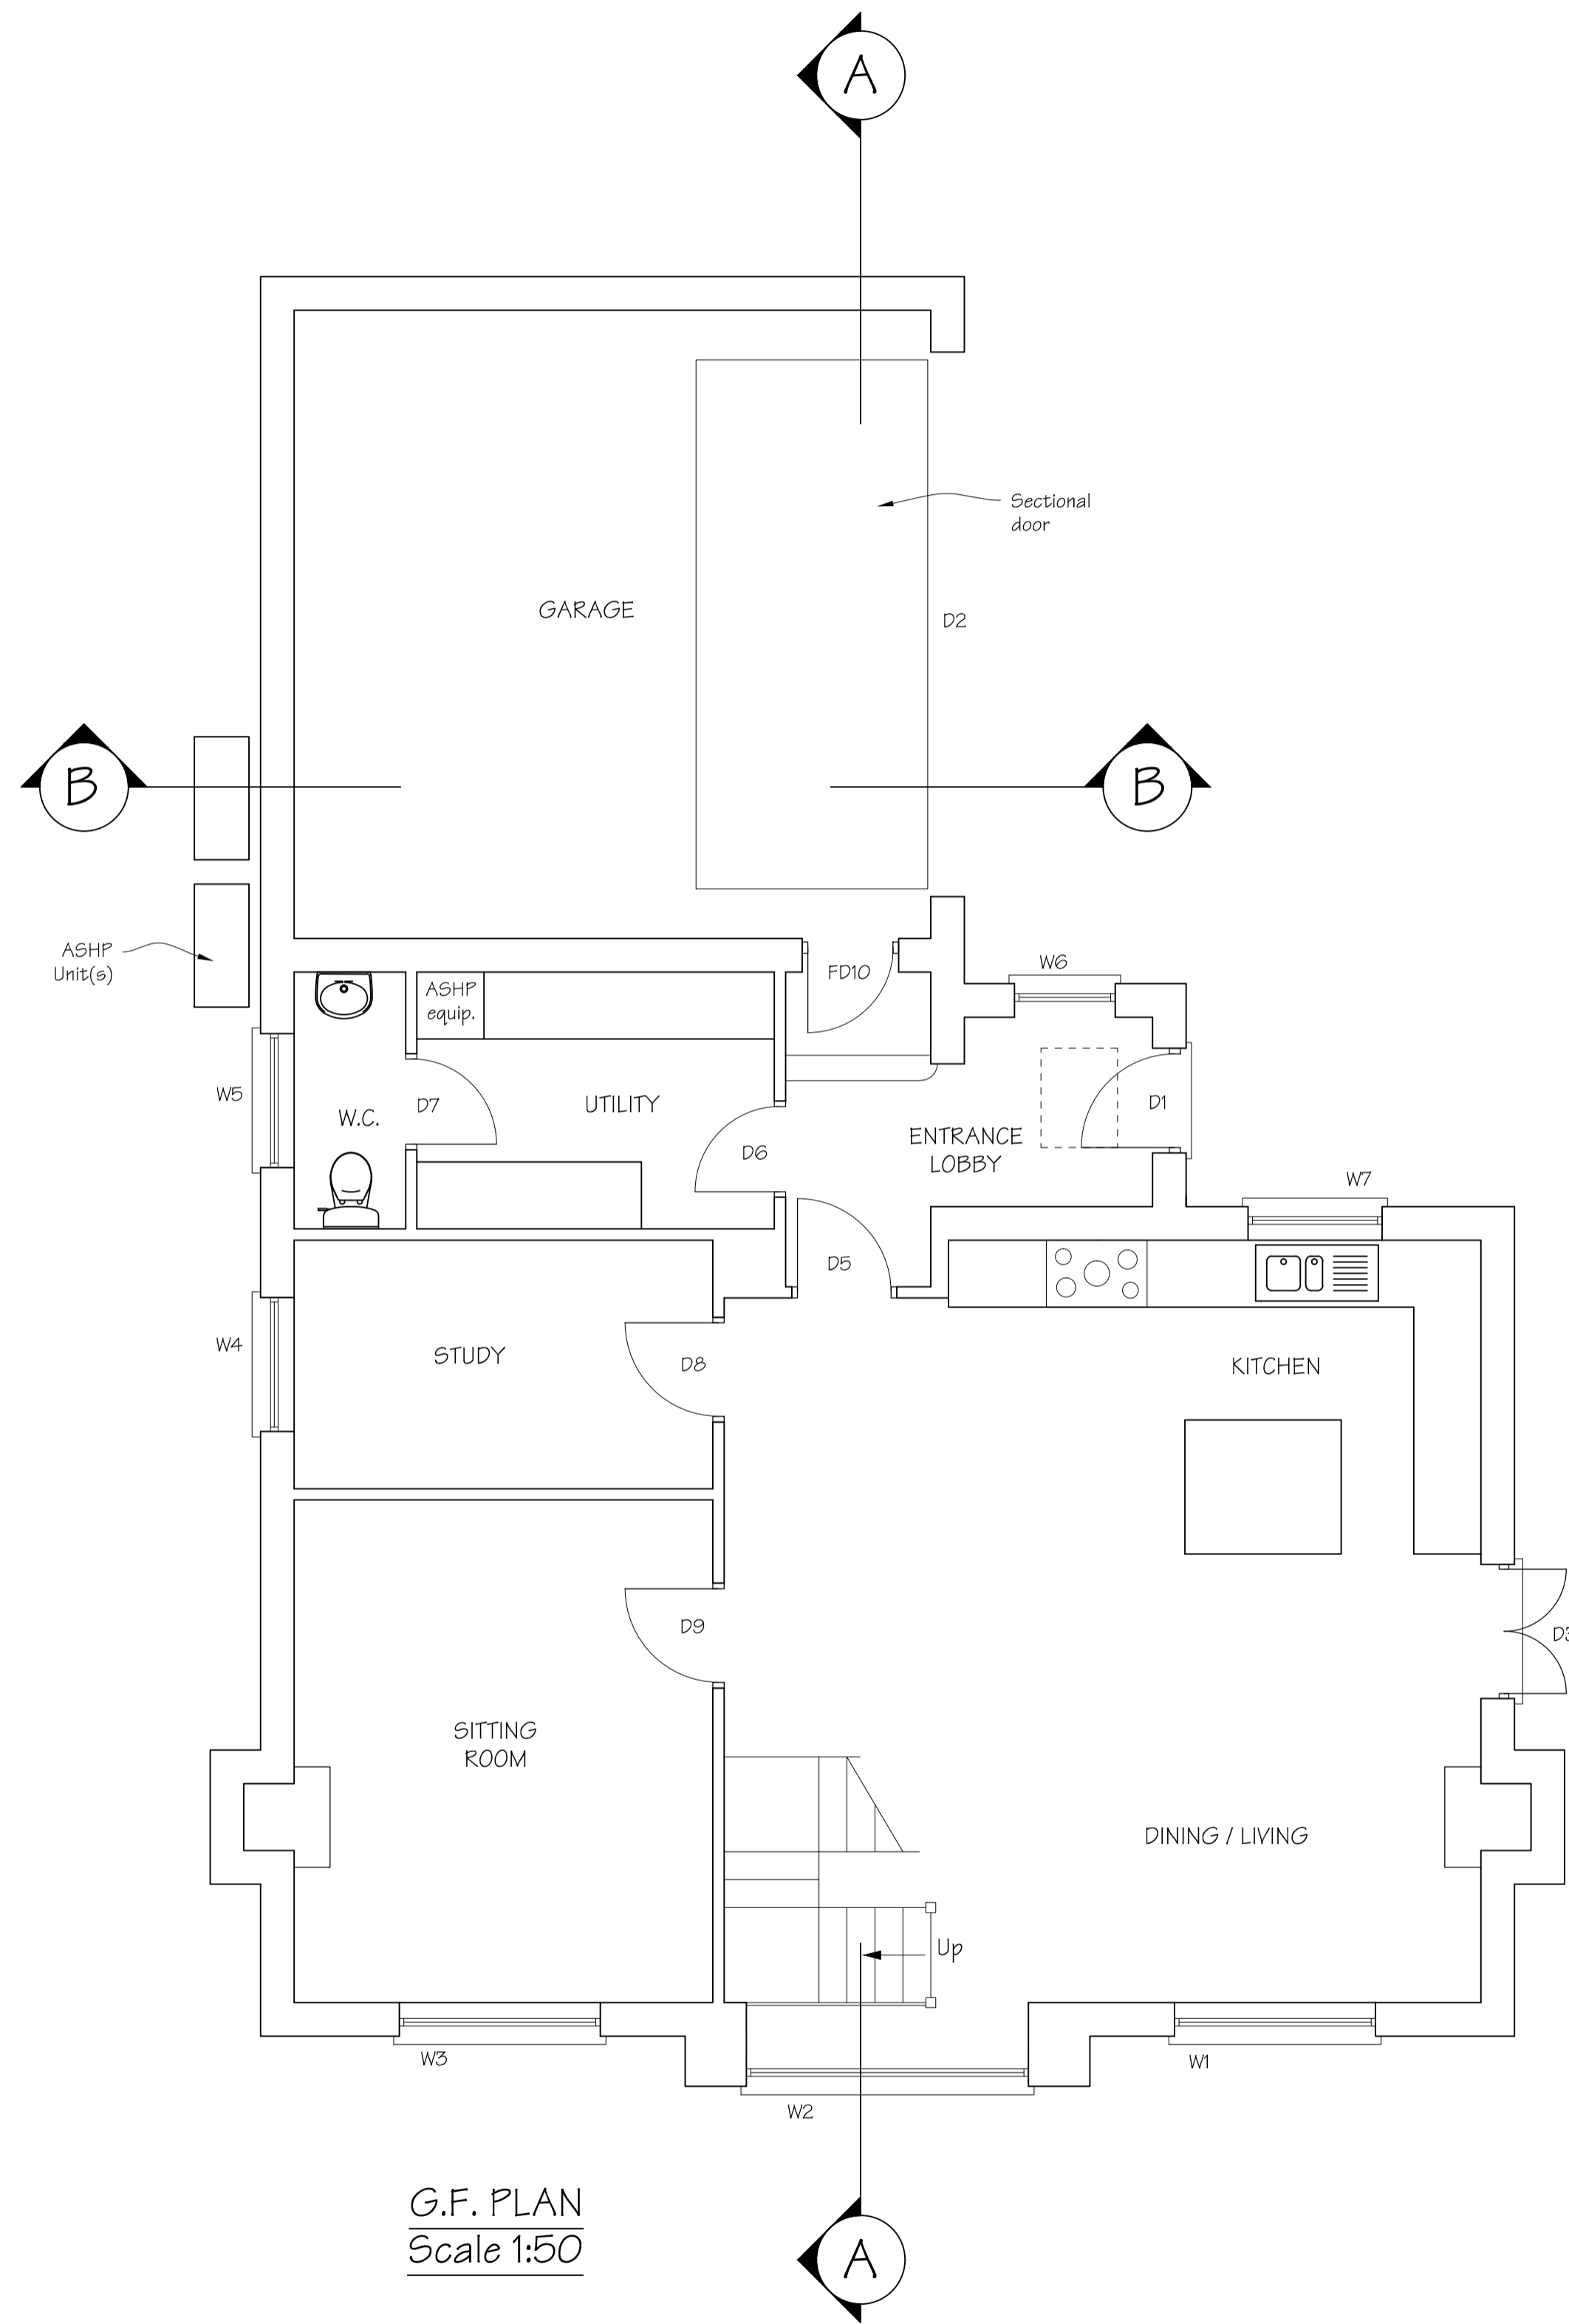 A
Sectional
door
GARAGE
D2
B
B
ASHP
Unit(s)
FD10
W6
ASHP
equip.
W5
D7
UTILITY
D1
W.C.
ENTRANCE
LOBBY
D6
W7
D5
W4
STUDY
D8
KITCHEN
D9
D3
SITTING
ROOM
DINING / LIVING
Up
W3
W1
W2
G.F. PLAN
Scale 1:50
A